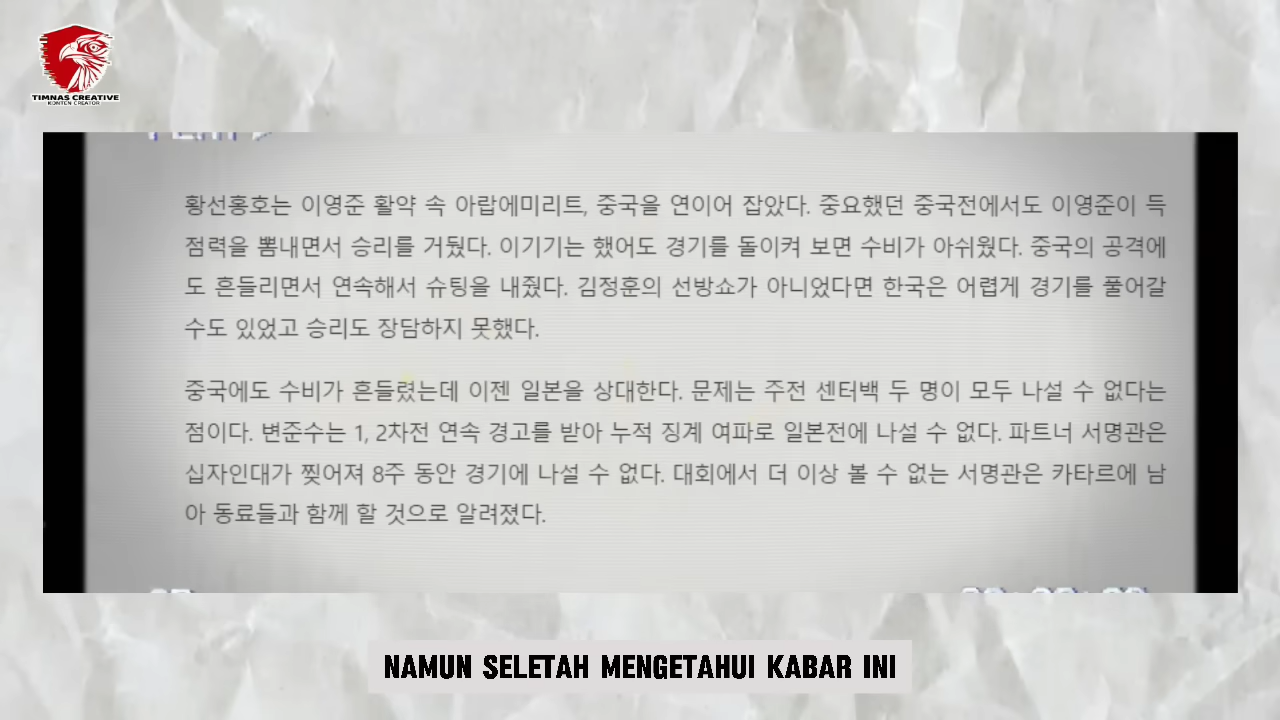 TIMNAS CREATIVE
KONTEN CREATOR
황선홍호는 이영준 활약 속 아랍에미리트, 중국을 연이어 잡았다. 중요했던 중국전에서도 이영준이 득
점력을 뽐내면서 승리를 거뒀다. 이기기는 했어도 경기를 돌이켜 보면 수비가 아쉬웠다. 중국의 공격에
도 흔들리면서 연속해서 슈팅을 내줬다. 김정훈의 선방쇼가 아니었다면 한국은 어렵게 경기를 풀어갈
수도 있었고 승리도 장담하지 못했다.
중국에도 수비가 흔들렸는데 이젠 일본을 상대한다. 문제는 주전 센터백 두 명이 모두 나설 수 없다는
점이다. 변준수는 1, 2차전 연속 경고를 받아 누적 징계 여파로 일본전에 나설 수 없다. 파트너 서명관은
십자인대가 찢어져 8주 동안 경기에 나설 수 없다. 대회에서 더 이상 볼 수 없는 서명관은 카타르에 남
아 동료들과 함께 할 것으로 알려졌다.
NAMUN SELETAH MENGETAHUI KABAR INI